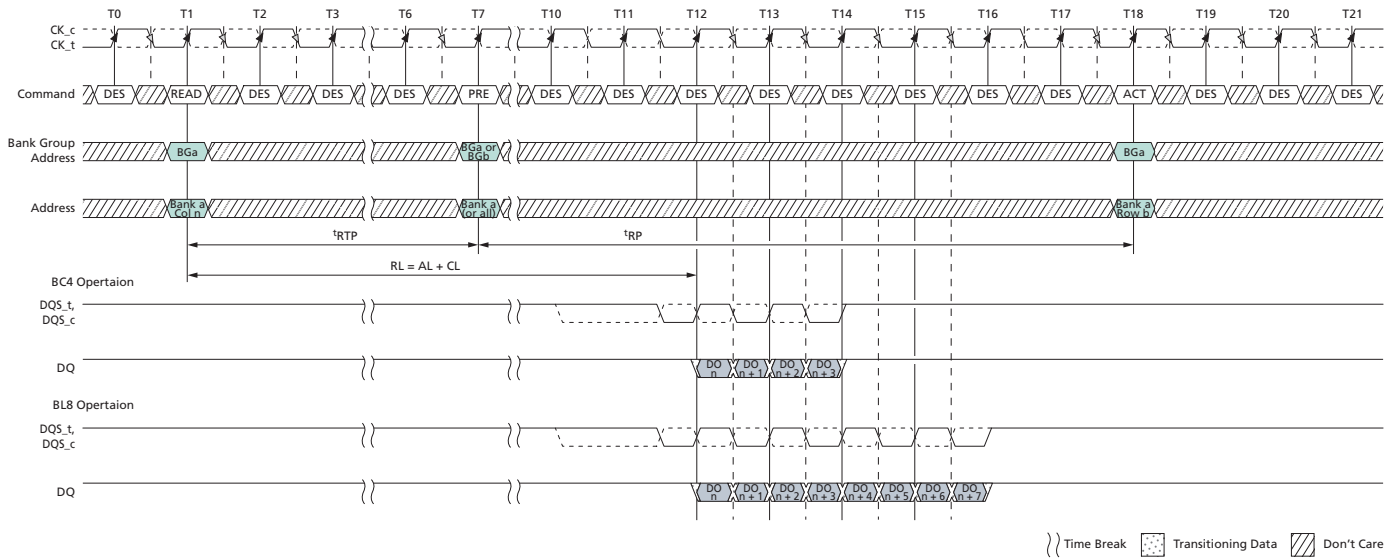 T0 T1 T2 T3 T6 T7 T10 T11 T12 T13 T14 T15 T16 T17 T18 T19 T20 T21
CK_c
CK_t
Command DES READ DES DES DES PRE DES DES DES DES DES DES DES DES ACT DES DES DES
Bank Group
Address
BGa
BGa or
BGb
BGa
Address
Bank a
Col n
Bank a
(or all)
Bank a
Row b
tRTP tRP
RL = AL + CL
BC4 Opertaion
DQS_t,
DQS_c
DQ
DO
n
DO
n + 1
DO
n + 2
DO
n + 3
BL8 Opertaion
DQS_t,
DQS_c
DQ
DO
n
DO
n + 1
DO
n + 2
DO
n + 3
DO
n + 4
DO
n + 5
DO
n + 6
DO
n + 7
Time Break Transitioning Data Don't Care